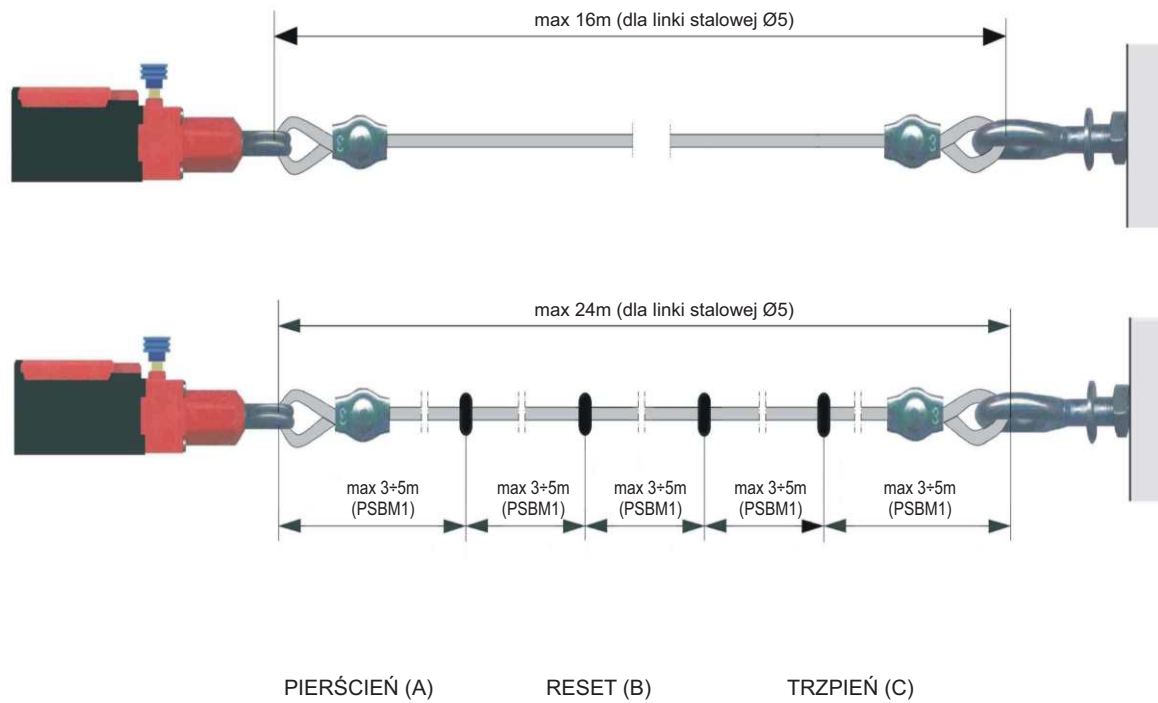 max 16m (dla linki stalowej Ø5)
max 24m (dla linki stalowej Ø5)
max 3÷5m
(PSBM1)
max 3÷5m
(PSBM1)
max 3÷5m
(PSBM1)
max 3÷5m
(PSBM1)
max 3÷5m
(PSBM1)
PIERŚCIEŃ (A)
RESET (B)
TRZPIEŃ (C)